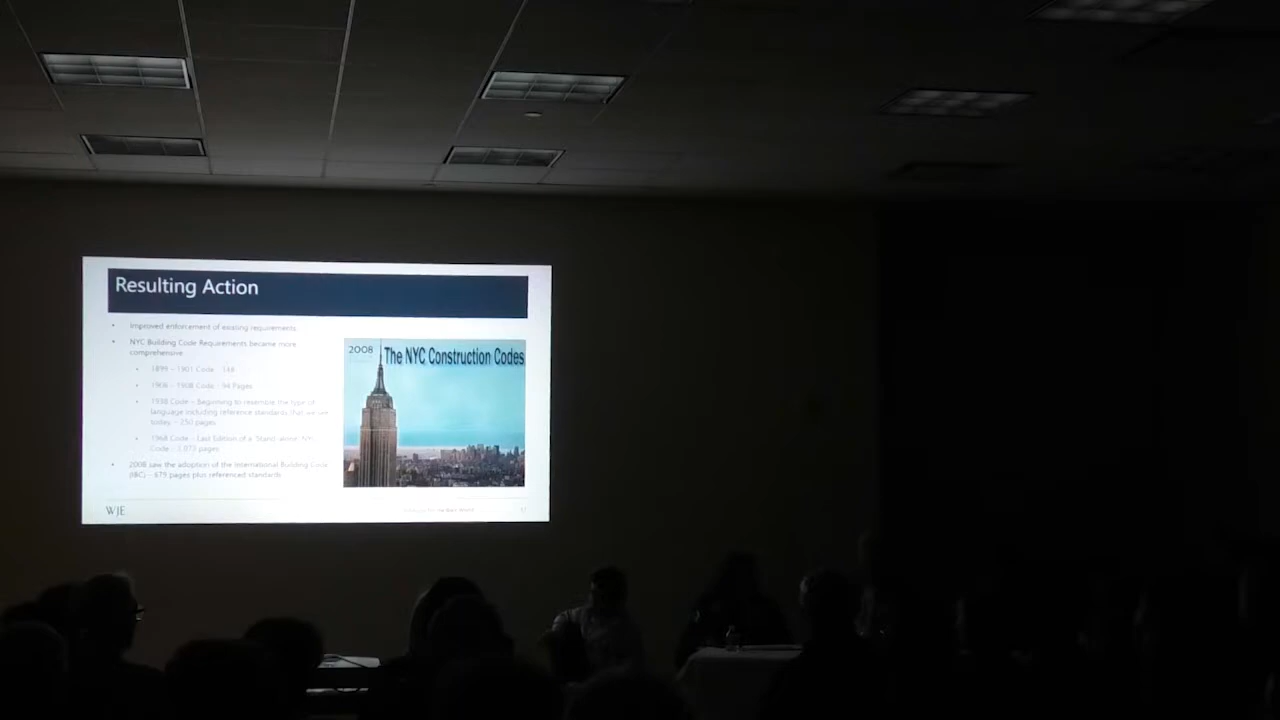 Resulting Action
• Improved enforcement of existing requirements
• NYC Building Code Requirements became more
comprehensive
• 1899 – 1901 Code -
• 1906 – 1908 Code - 94 Pages
• 1938 Code – Beginning to resemble the type of
language including reference standards that we see
today – 250 pages
• 1968 Code - Last Edition of a Stand alone NYC
Code - 1,073 pages
• 2008 saw the adoption of the International Building Code
(IBC) – 679 pages plus referenced standards
2008
The NYC Construction Codes
WJE